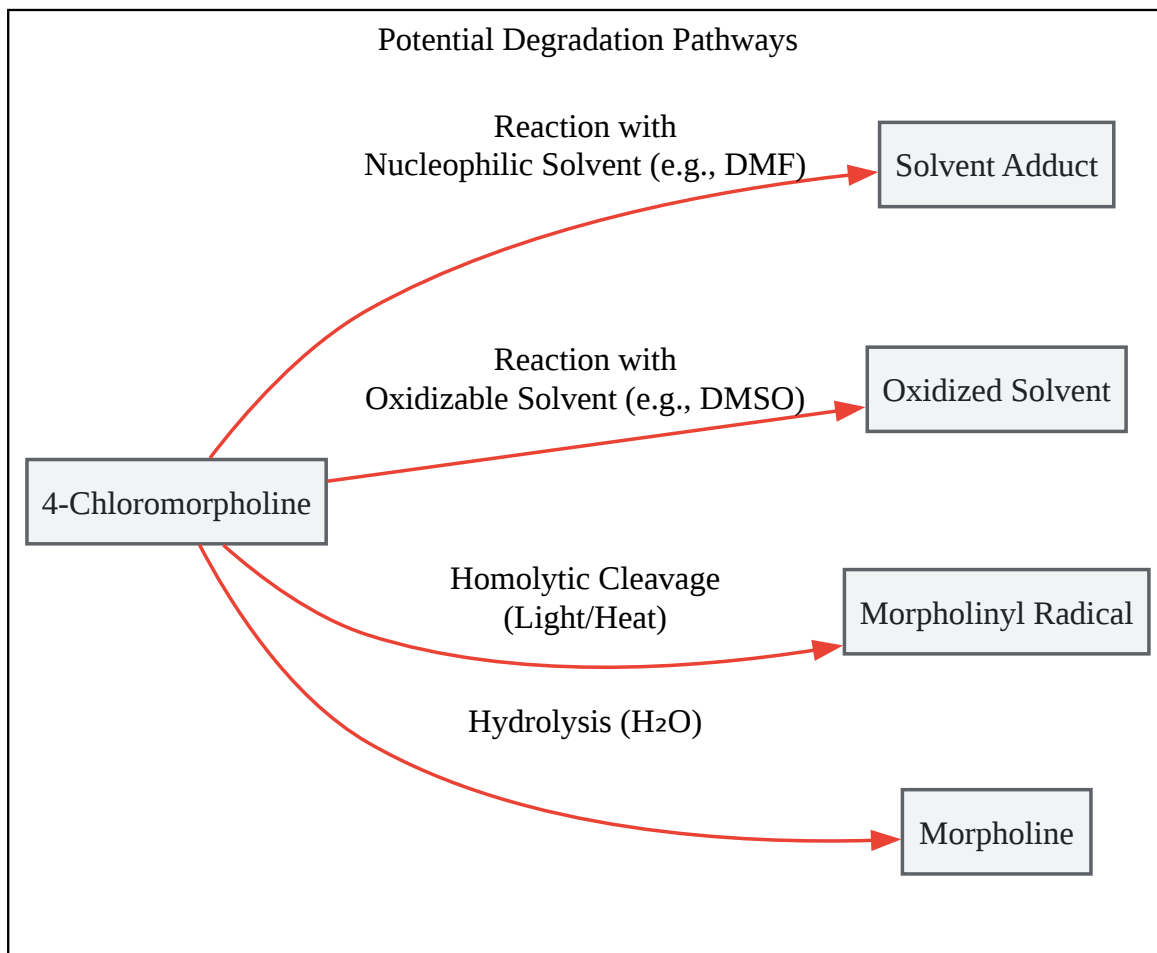 Potential Degradation Pathways
Reaction with
Nucleophilic Solvent (e.g., DMF)
Solvent Adduct
Reaction with
Oxidizable Solvent (e.g., DMSO)
Oxidized Solvent
4-Chloromorpholine
Homolytic Cleavage
(Light/Heat)
Morpholinyl Radical
Hydrolysis (H₂O)
Morpholine